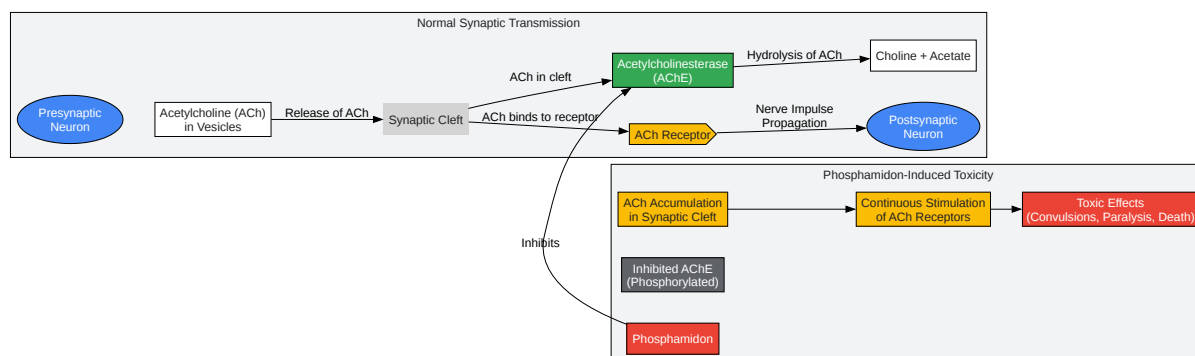 Normal Synaptic Transmission
Presynaptic
Neuron
Acetylcholine (ACh)
in Vesicles
Release of ACh
Synaptic Cleft
ACh in cleft
ACh binds to receptor
Acetylcholinesterase
(AChE)
Hydrolysis of ACh
Choline + Acetate
ACh Receptor
Nerve Impulse
Propagation
Postsynaptic
Neuron
Inhibits
Phosphamidon-Induced Toxicity
ACh Accumulation
in Synaptic Cleft
Continuous Stimulation
of ACh Receptors
Toxic Effects
(Convulsions, Paralysis, Death)
Inhibited AChE
(Phosphorylated)
Phosphamidon